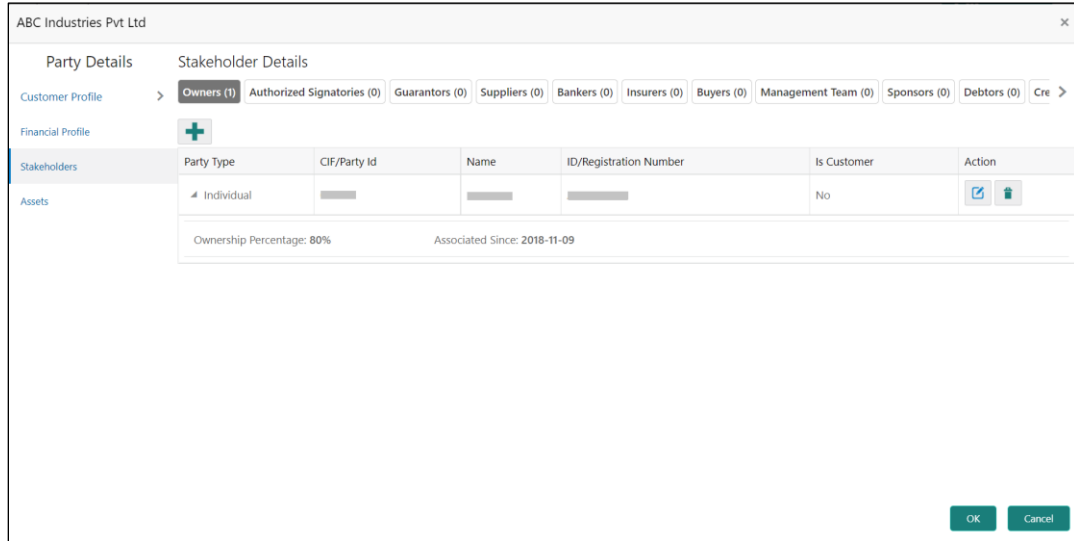 ABC Industries Pvt Ltd
Party Details
Customer Profile
Financial Profile
Stakeholders
Assets
Stakeholder Details
Owners (1) Authorized Signatories (0) Guarantors (0) Suppliers (0) Bankers (0) Insurers (0) Buyers (0) Management Team (0) Sponsors (0) Debtors (0) Cre
Party Type CIF/Party Id Name ID/Registration Number Is Customer Action
Individual No
Ownership Percentage: 80% Associated Since: 2018-11-09
OK Cancel